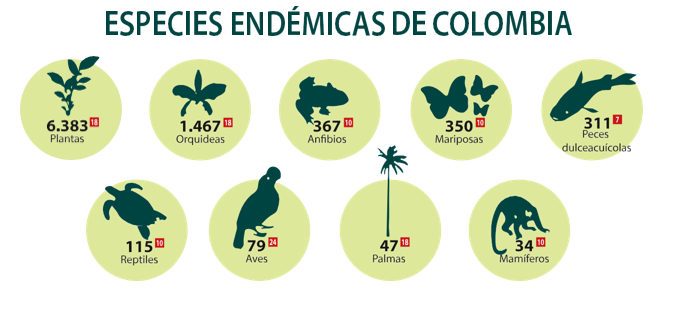 ESPECIES ENDÉMICAS DE COLOMBIA
6.383 18
Plantas
1.467 18
Orquideas
367 10
Anfibios
350 10
Mariposas
311 7
Peces
dulceacuícolas
115 10
Reptiles
79 24
Aves
47 18
Palmas
34 10
Mamíferos